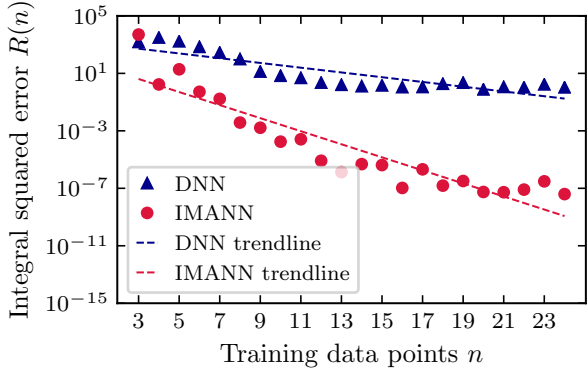 Integral squared error R(n)
10^5
10^1
10^−3
10^−7
10^−11
10^−15
DNN
IMANN
DNN trendline
IMANN trendline
3 5 7 9 11 13 15 17 19 21 23
Training data points n